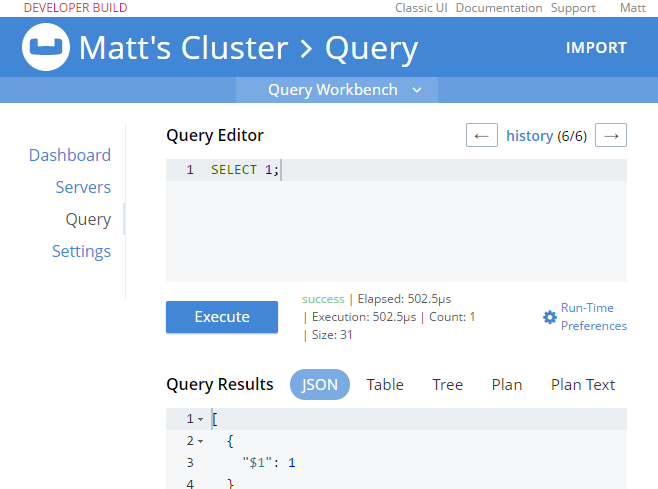 DEVELOPER BUILD Classic UI Documentation Support Matt
Matt's Cluster > Query IMPORT
Query Workbench
Query Editor ← history (6/6) →
Dashboard
Servers
Query
Settings
1 SELECT 1;
Execute
success | Elapsed: 502.5µs
| Execution: 502.5µs | Count: 1
| Size: 31
Run-Time
Preferences
Query Results JSON Table Tree Plan Plan Text
1 [
2 {
3 "$1": 1
4 }